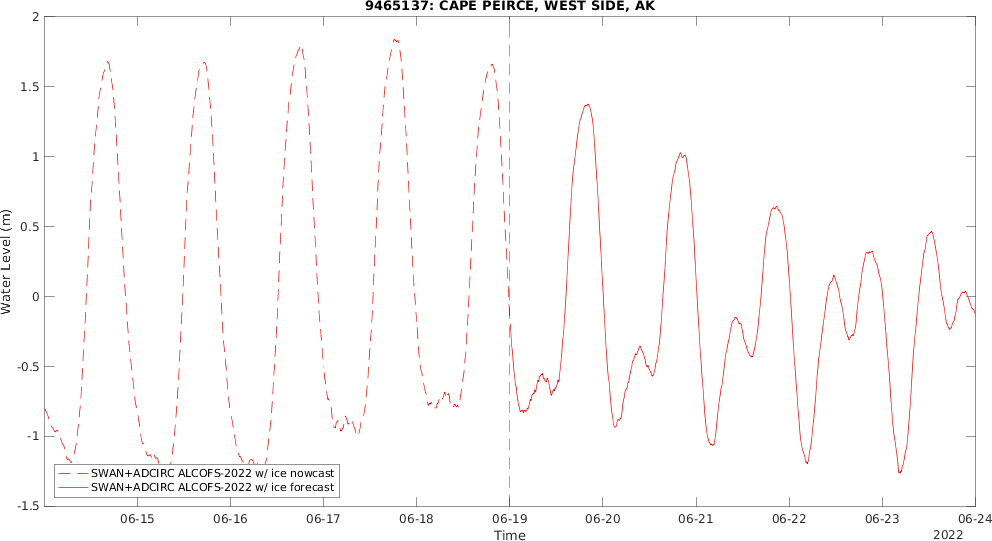 9465137: CAPE PEIRCE, WEST SIDE, AK
2
1.5
1
0.5
0
-0.5
-1
-1.5
Water Level (m)
SWAN+ADCIRC ALCOFS-2022 w/ ice nowcast
SWAN+ADCIRC ALCOFS-2022 w/ ice forecast
06-15 06-16 06-17 06-18 06-19 06-20 06-21 06-22 06-23 06-24
Time
2022